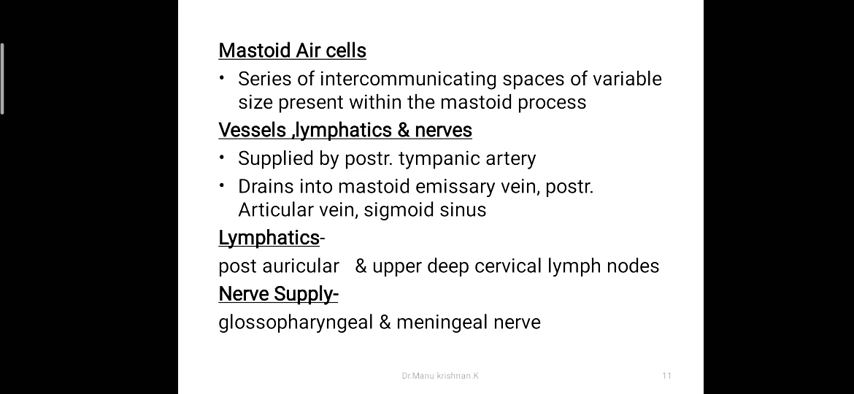 Mastoid Air cells
• Series of intercommunicating spaces of variable
size present within the mastoid process
Vessels ,lymphatics & nerves
• Supplied by postr. tympanic artery
• Drains into mastoid emissary vein, postr.
Articular vein, sigmoid sinus
Lymphatics-
post auricular & upper deep cervical lymph nodes
Nerve Supply-
glossopharyngeal & meningeal nerve
Dr.Manu krishnan.K 11